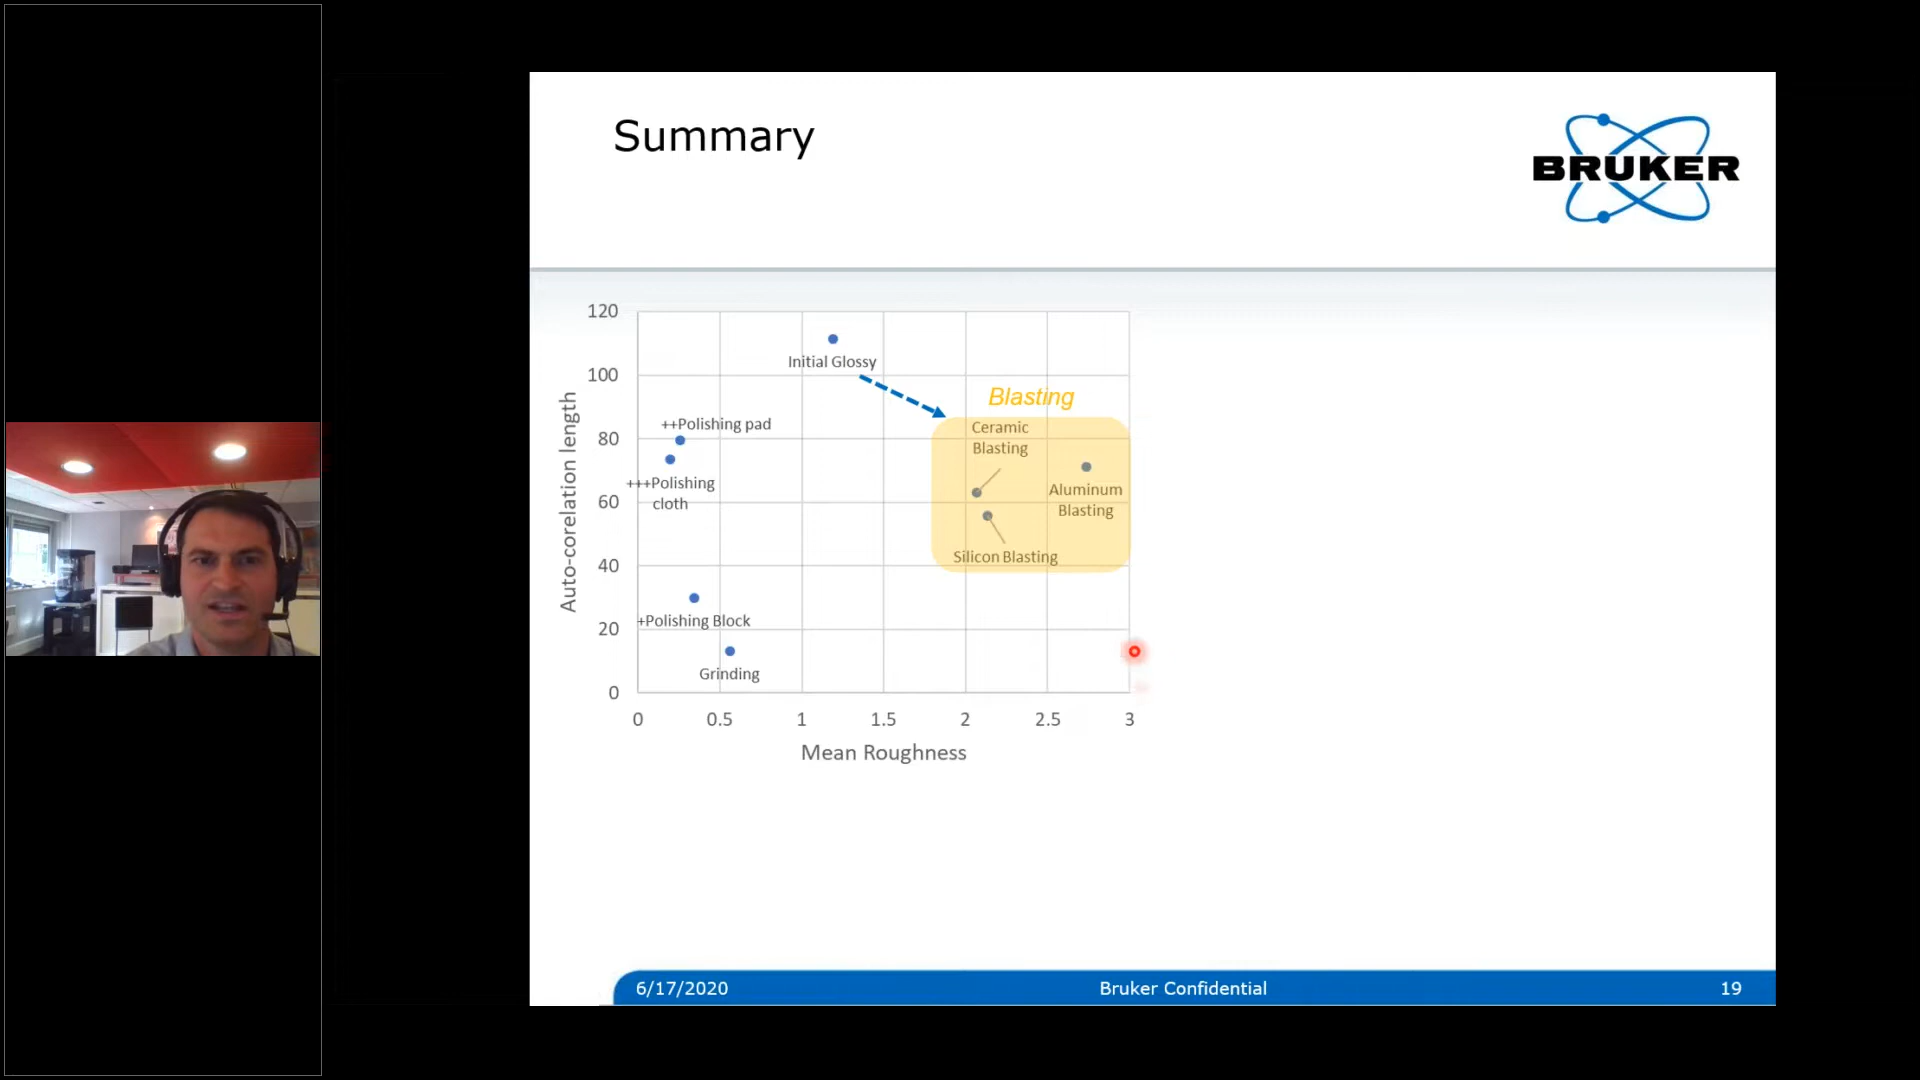 Summary
BRUKER
120
100
80
60
40
20
0
Auto-corelation length
Initial Glossy
Blasting
++Polishing pad
Ceramic
Blasting
+++Polishing
cloth
Aluminum
Blasting
Silicon Blasting
+Polishing Block
Grinding
0 0.5 1 1.5 2 2.5 3
Mean Roughness
6/17/2020 Bruker Confidential 19